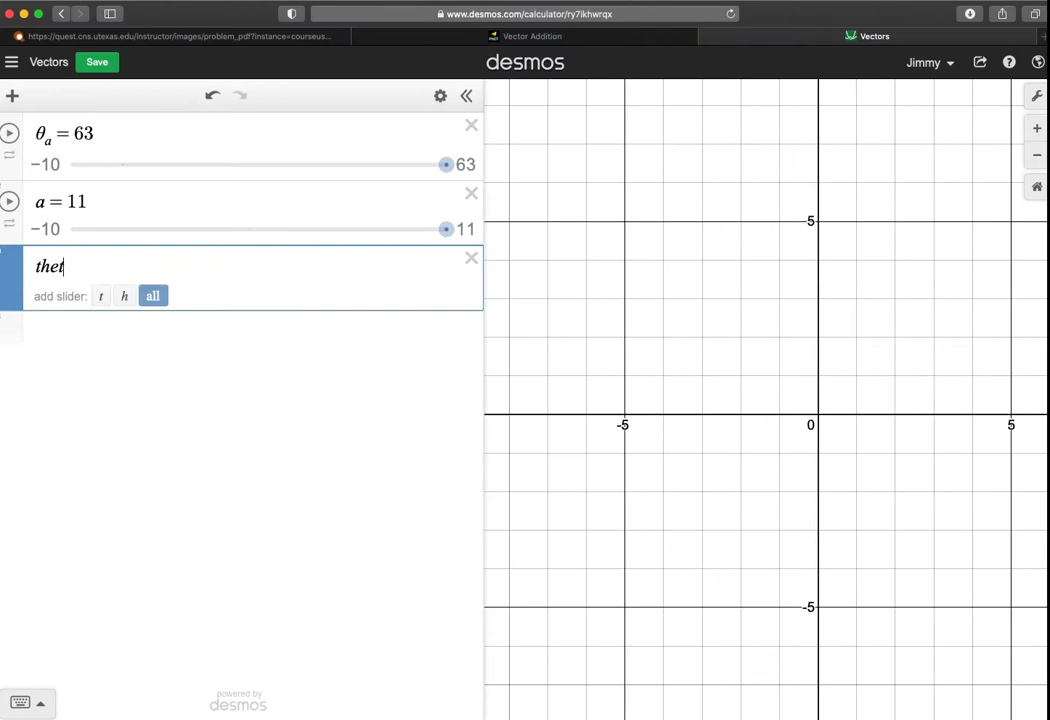 www.desmos.com/calculator/ry7ikhwrqx
https://quest.cns.utexas.edu/instructor/images/problem_pdf?instance=courseus...
Vector Addition
Vectors
Vectors
Save
desmos
Jimmy
θₐ = 63
−10
63
a = 11
−10
11
thet
add slider: t h all
5
-5
0
5
-5
powered by
desmos